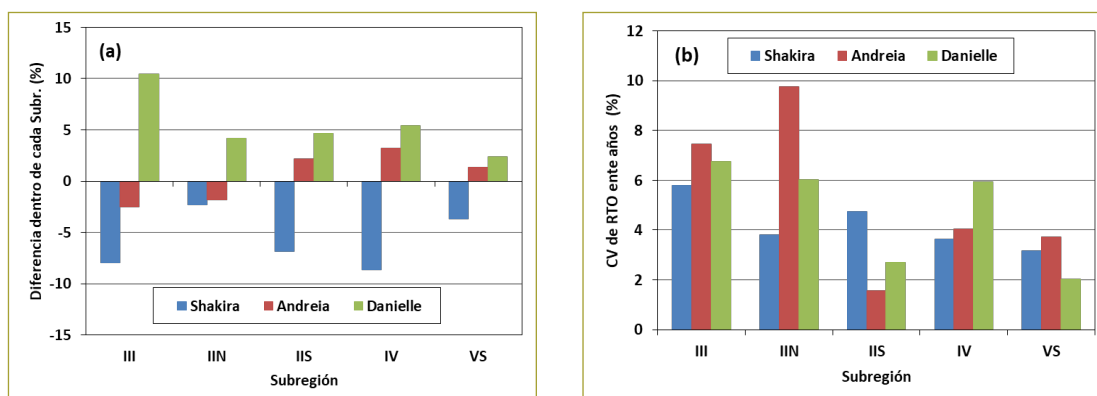 (a)
Diferencia dentro de cada Subr. (%)
15
10
5
0
-5
-10
-15
Shakira
Andreia
Danielle
III
IIN
IIS
IV
VS
Subregión
(b)
CV de RTO ente años (%)
12
10
8
6
4
2
0
Shakira
Andreia
Danielle
III
IIN
IIS
IV
VS
Subregión